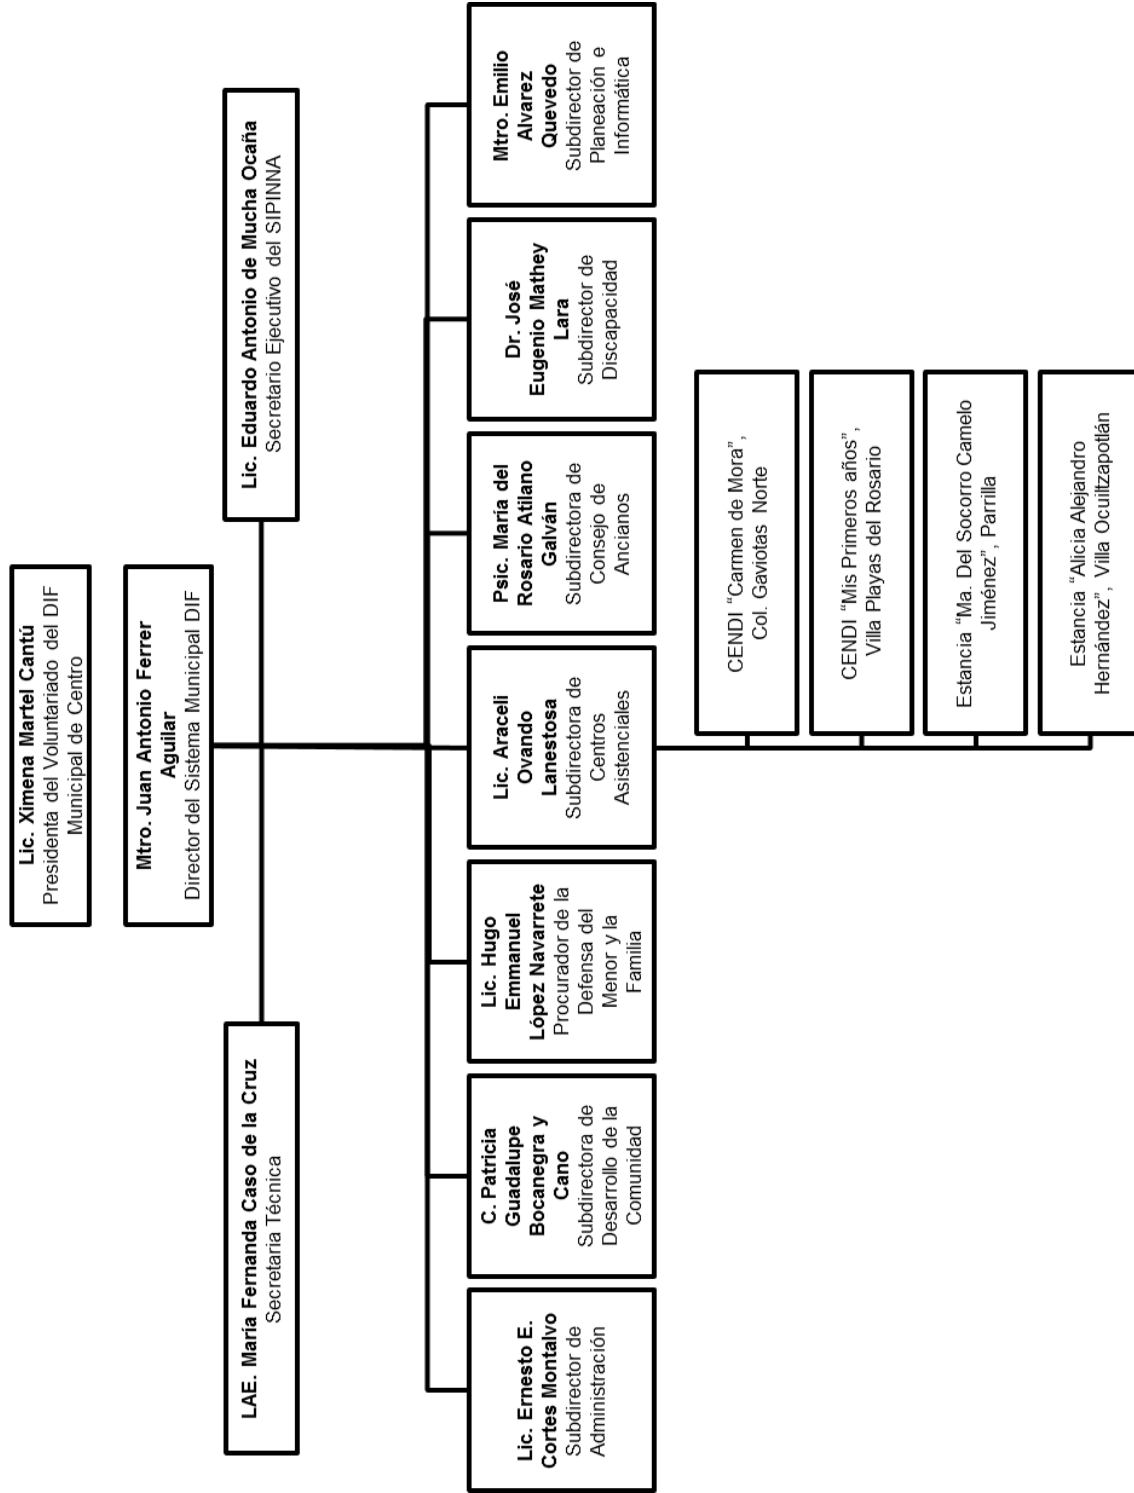 Lic. Ximena Martel Cantú
Presidenta del Voluntariado del DIF
Municipal de Centro
Mtro. Juan Antonio Ferrer
Aguilar
Director del Sistema Municipal DIF
LAE. María Fernanda Caso de la Cruz
Secretaria Técnica
Lic. Eduardo Antonio de Mucha Ocaña
Secretario Ejecutivo del SIPINNA
Lic. Ernesto E.
Cortes Montalvo
Subdirector de
Administración
C. Patricia
Guadalupe
Bocanegra y
Cano
Subdirectora de
Desarrollo de la
Comunidad
Lic. Hugo
Emmanuel
López Navarrete
Procurador de la
Defensa del
Menor y la
Familia
Lic. Araceli
Ovando
Lanestosa
Subdirectora de
Centros
Asistenciales
Psic. María del
Rosario Atilano
Galván
Subdirectora de
Consejo de
Ancianos
Dr. José
Eugenio Mathey
Lara
Subdirector de
Discapacidad
Mtro. Emilio
Alvarez
Quevedo
Subdirector de
Planeación e
Informática
CENDI “Carmen de Mora”,
Col. Gaviotas Norte
CENDI “Mis Primeros años”,
Villa Playas del Rosario
Estancia “Ma. Del Socorro Camelo
Jiménez”, Parrilla
Estancia “Alicia Alejandro
Hernández”, Villa Ocuiltzapotlán